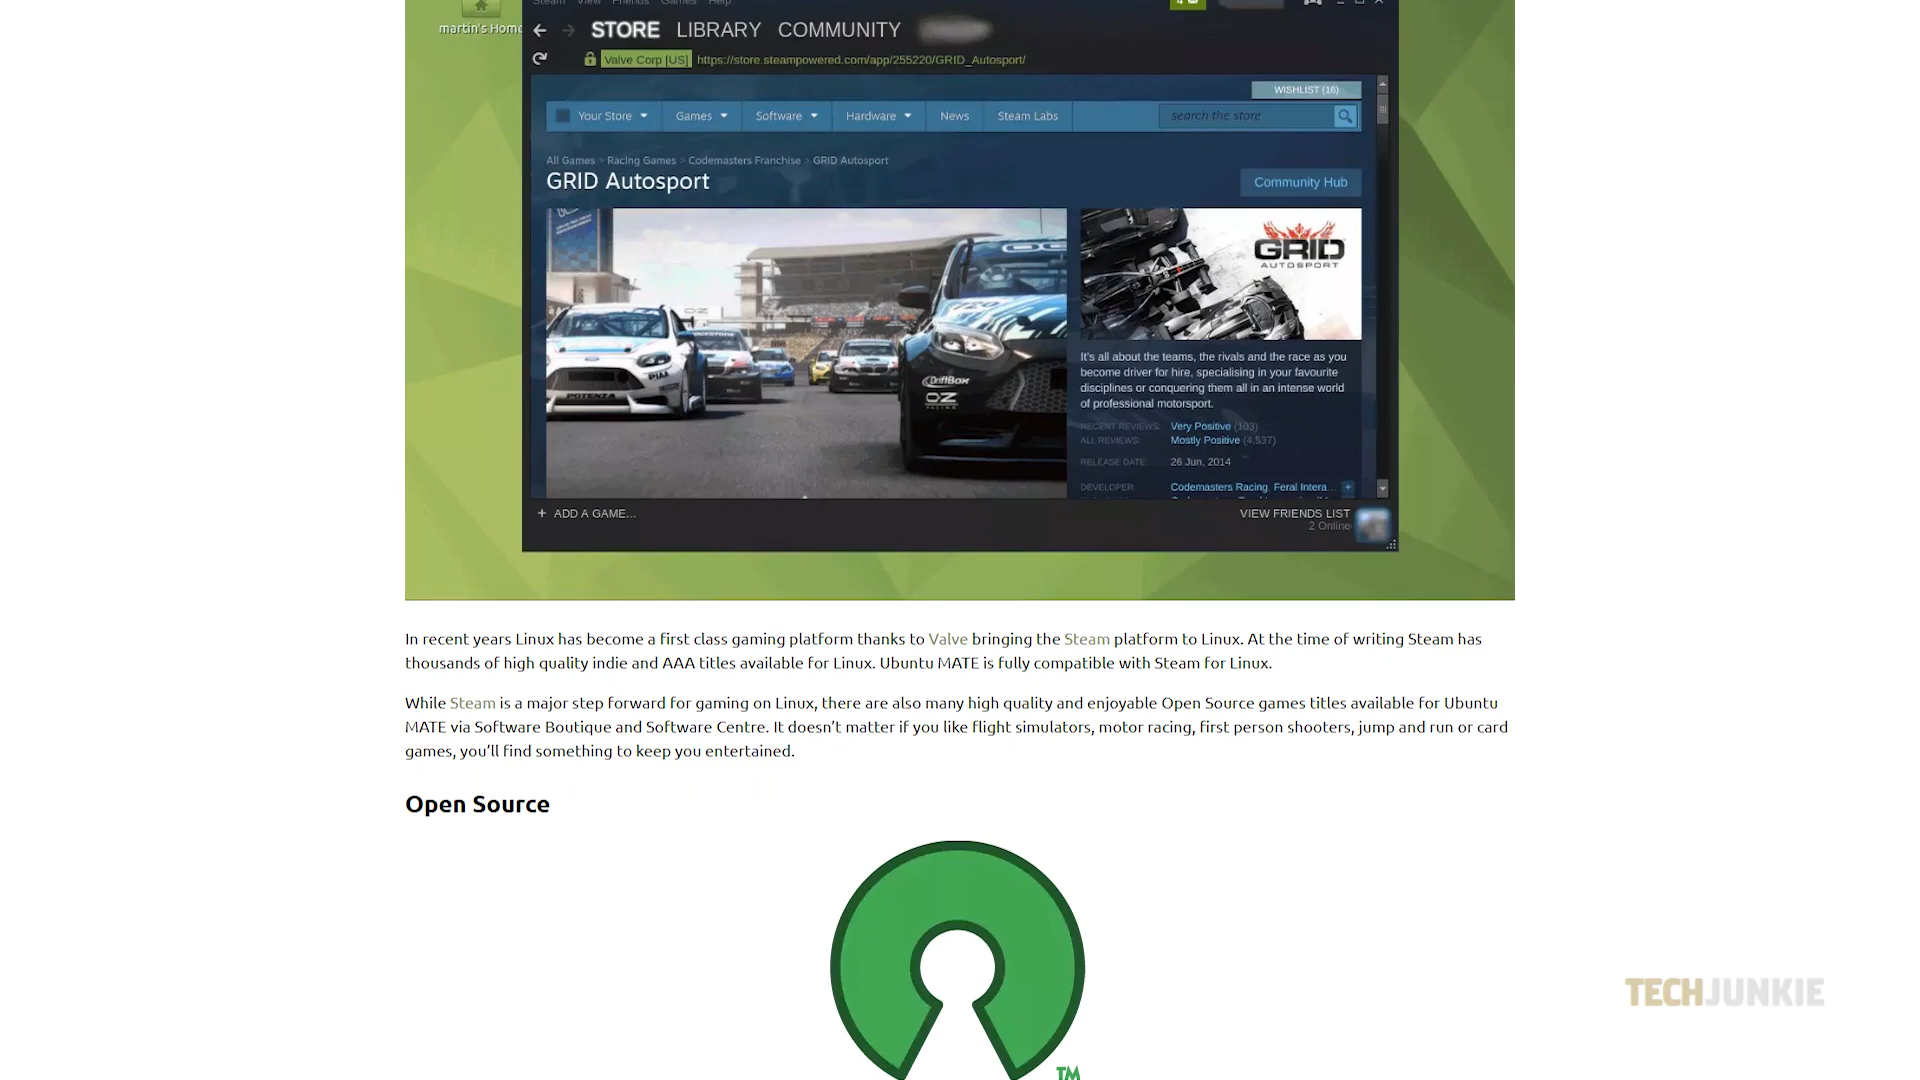 Steam View Friends Games Help
martin's Home
STORE LIBRARY COMMUNITY
Valve Corp [US] https://store.steampowered.com/app/255220/GRID_Autosport/
WISHLIST (16)
Your Store Games Software Hardware News Steam Labs search the store
All Games > Racing Games > Codemasters Franchise > GRID Autosport
GRID Autosport
Community Hub
GRID
AUTOSPORT
OZ
PIAA
POTENZA
DriftBox
OZ
RACING
It's all about the teams, the rivals and the race as you
become driver for hire, specialising in your favourite
disciplines or conquering them all in an intense world
of professional motorsport.
RECENT REVIEWS: Very Positive (103)
ALL REVIEWS: Mostly Positive (4,537)
RELEASE DATE: 26 Jun, 2014
DEVELOPER: Codemasters Racing, Feral Intera... +
+ ADD A GAME...
VIEW FRIENDS LIST
2 Online
In recent years Linux has become a first class gaming platform thanks to Valve bringing the Steam platform to Linux. At the time of writing Steam has
thousands of high quality indie and AAA titles available for Linux. Ubuntu MATE is fully compatible with Steam for Linux.
While Steam is a major step forward for gaming on Linux, there are also many high quality and enjoyable Open Source games titles available for Ubuntu
MATE via Software Boutique and Software Centre. It doesn't matter if you like flight simulators, motor racing, first person shooters, jump and run or card
games, you'll find something to keep you entertained.
Open Source
TECHJUNKIE
TM